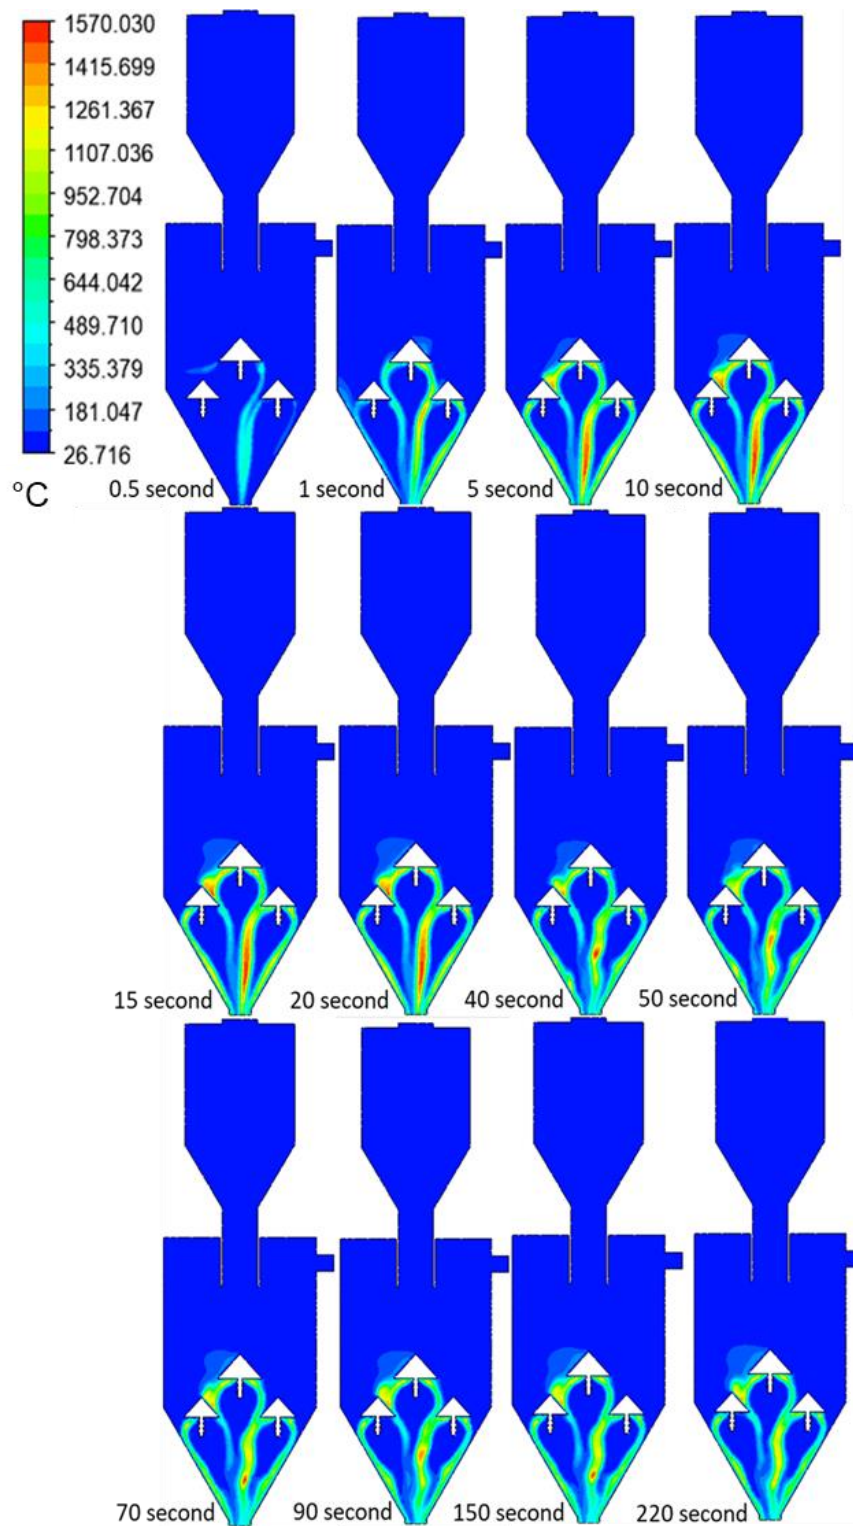 1570.030
1415.699
1261.367
1107.036
952.704
798.373
644.042
489.710
335.379
181.047
26.716
°C
0.5 second
1 second
5 second
10 second
15 second
20 second
40 second
50 second
70 second
90 second
150 second
220 second